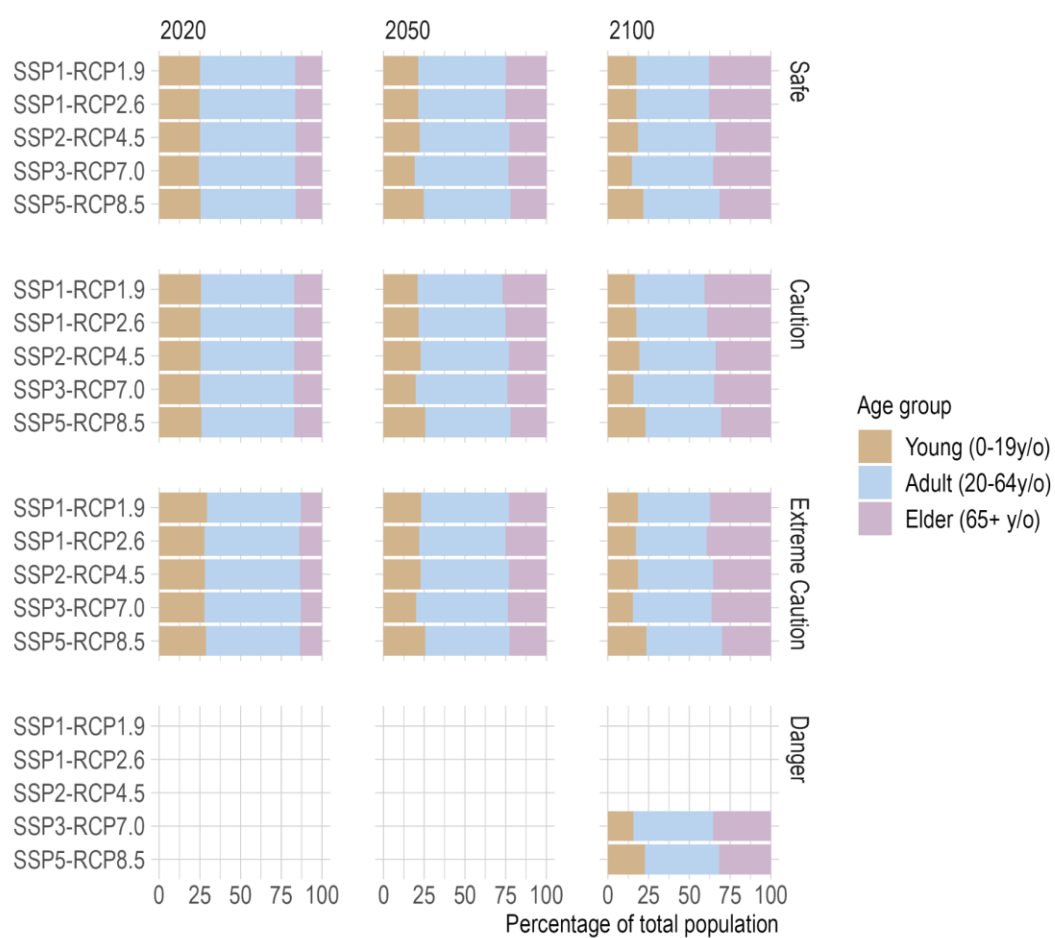 2020 2050 2100
SSP1-RCP1.9
SSP1-RCP2.6
SSP2-RCP4.5
SSP3-RCP7.0
SSP5-RCP8.5
Safe
SSP1-RCP1.9
SSP1-RCP2.6
SSP2-RCP4.5
SSP3-RCP7.0
SSP5-RCP8.5
Caution
SSP1-RCP1.9
SSP1-RCP2.6
SSP2-RCP4.5
SSP3-RCP7.0
SSP5-RCP8.5
Extreme Caution
SSP1-RCP1.9
SSP1-RCP2.6
SSP2-RCP4.5
SSP3-RCP7.0
SSP5-RCP8.5
Danger
0 25 50 75 100 0 25 50 75 100 0 25 50 75 100
Percentage of total population
Age group
Young (0-19y/o)
Adult (20-64y/o)
Elder (65+ y/o)